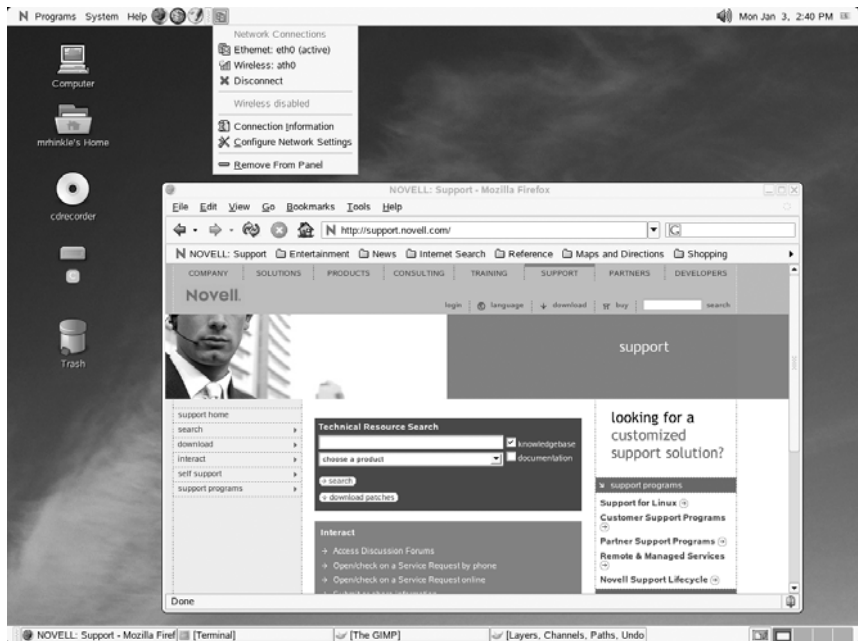 N Programs System Help
Mon Jan 3, 2:40 PM
Network Connections
Ethernet: eth0 (active)
Wireless: ath0
Disconnect
Wireless disabled
Connection Information
Configure Network Settings
Remove From Panel
Computer
mrhinkle's Home
cdrecorder
Trash
NOVELL: Support - Mozilla Firefox
File Edit View Go Bookmarks Tools Help
N http://support.novell.com/ G
N NOVELL: Support Entertainment News Internet Search Reference Maps and Directions Shopping
COMPANY SOLUTIONS PRODUCTS CONSULTING TRAINING SUPPORT PARTNERS DEVELOPERS
Novell.
login language download buy search
support
support home
search
download
interact
self support
support programs
Technical Resource Search
knowledgebase
choose a product
documentation
search
download patches
Interact
Access Discussion Forums
Open/check on a Service Request by phone
Open/check on a Service Request online
looking for a
customized
support solution?
support programs
Support for Linux
Customer Support Programs
Partner Support Programs
Remote & Managed Services
Novell Support Lifecycle
Done
NOVELL: Support - Mozilla Firef [Terminal] [The GIMP] [Layers, Channels, Paths, Undo